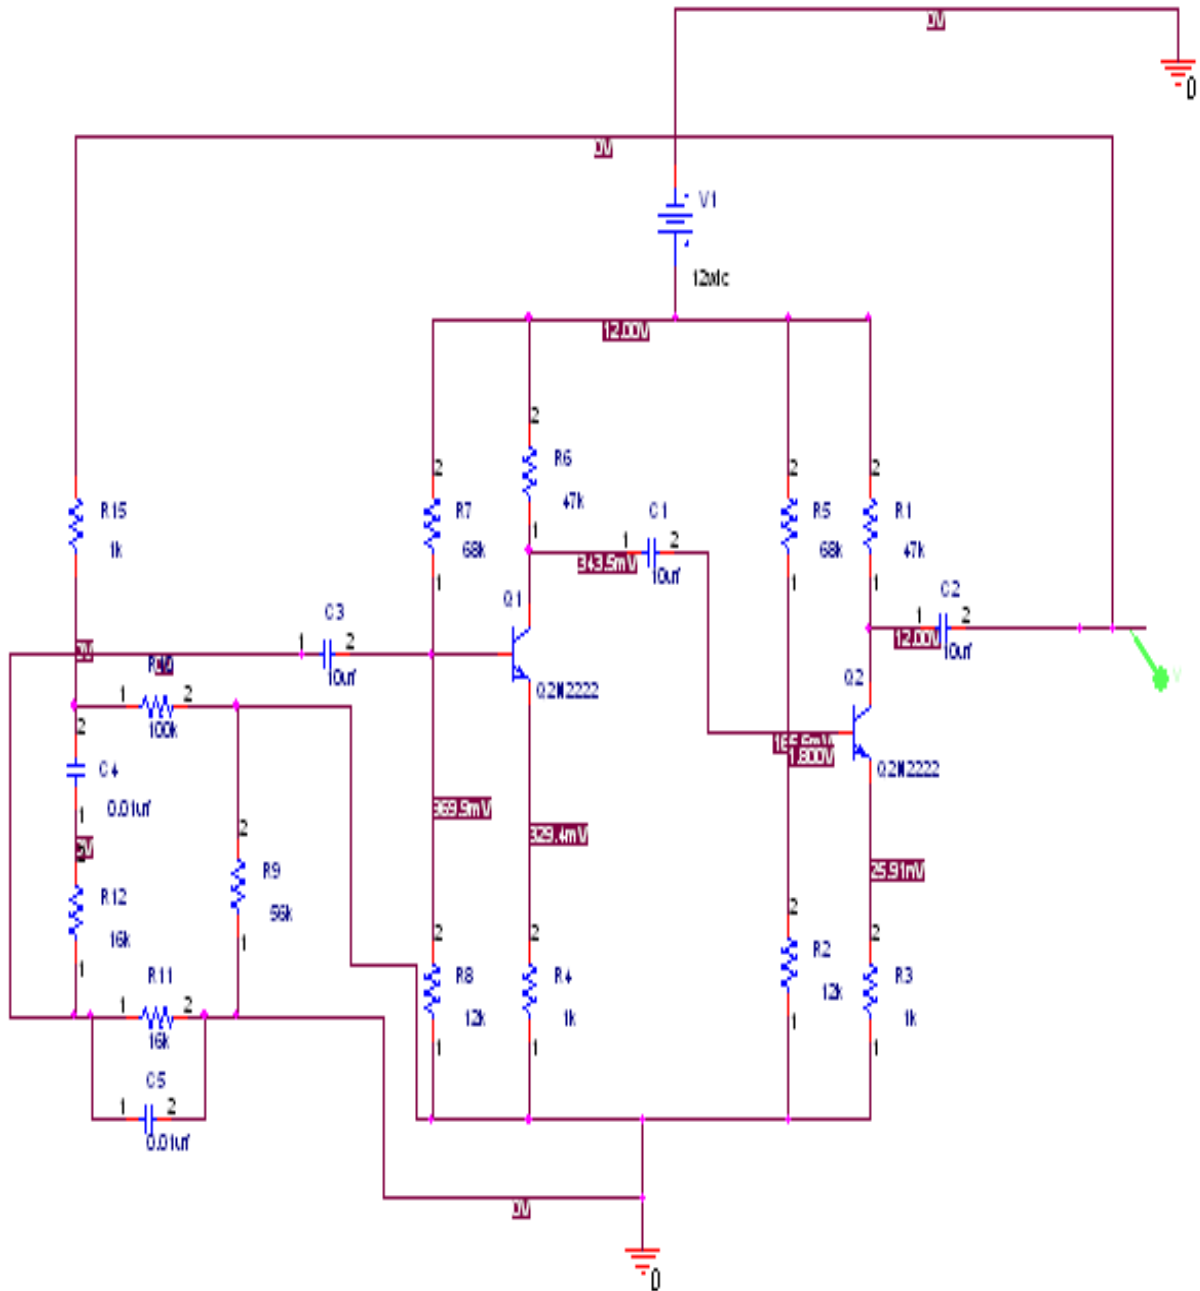 0V
0
0V
V1
12vdc
12.00V
2
R6
47k
1
2
R7
68k
1
2
R5
68k
1
2
R1
47k
1
R15
1k
C1
1
2
10uf
343.5mV
Q1
Q2N2222
C3
1
2
10uf
C2
1
2
10uf
12.00V
Q2
Q2N2222
0V
1
2
100k
2
C4
0.01uf
1
1.800V
969.9mV
329.4mV
25.91mV
0V
2
R12
16k
1
2
R9
56k
1
R11
1
2
16k
C5
1
2
0.01uf
2
R8
12k
1
2
R4
1k
1
2
R2
12k
1
2
R3
1k
1
0V
0